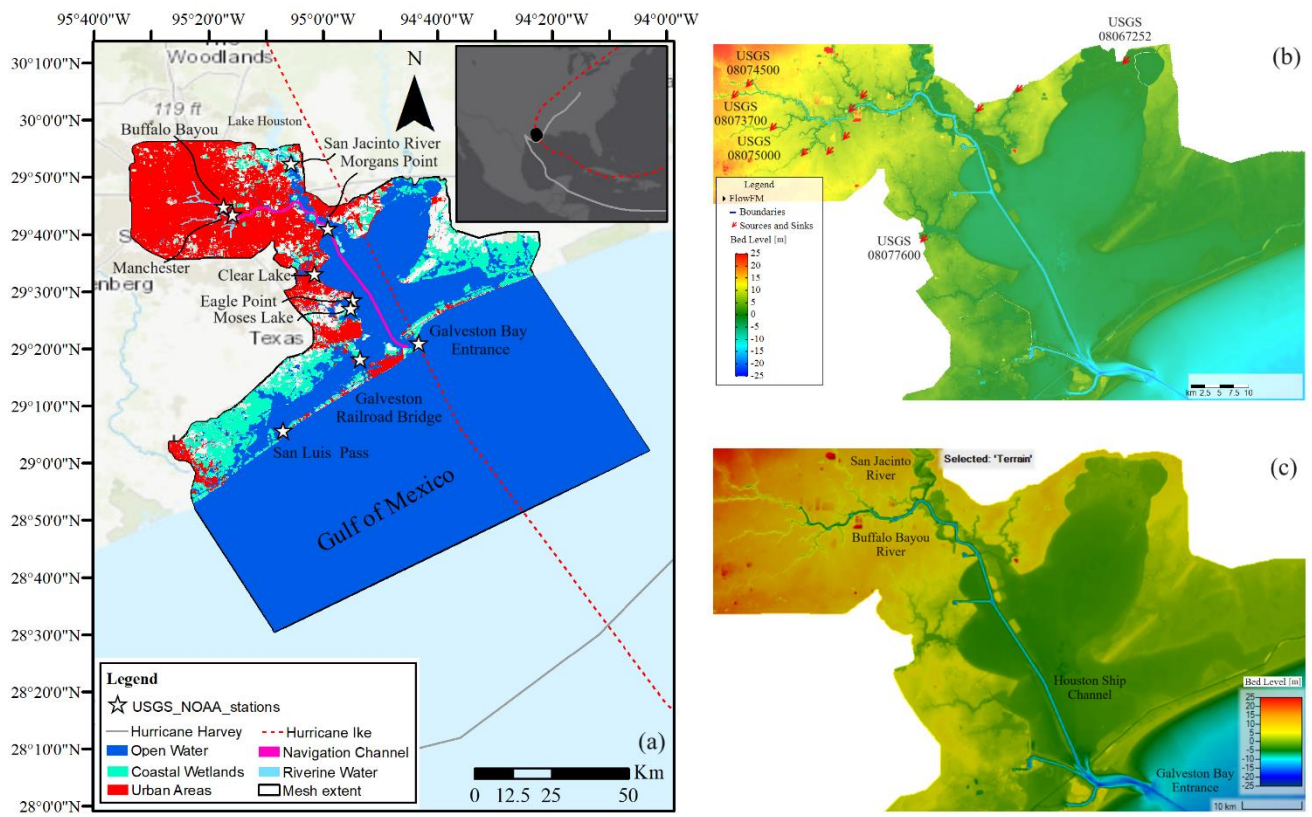 95°40'0"W 95°20'0"W 95°0'0"W 94°40'0"W 94°20'0"W 94°0'0"W
30°10'0"N
30°0'0"N
29°50'0"N
29°40'0"N
29°30'0"N
29°20'0"N
29°10'0"N
29°0'0"N
28°50'0"N
28°40'0"N
28°30'0"N
28°20'0"N
28°10'0"N
28°0'0"N
Woodlands
N
119 ft
Lake Houston
Buffalo Bayou
San Jacinto River
Morgans Point
Manchester
enberg
Clear Lake
Eagle Point
Moses Lake
Texas
Galveston Bay
Entrance
Galveston
Railroad Bridge
San Luis Pass
Gulf of Mexico
Legend
USGS_NOAA_stations
Hurricane Harvey
Hurricane Ike
Open Water
Navigation Channel
Coastal Wetlands
Riverine Water
Urban Areas
Mesh extent
(a)
Km
0 12.5 25 50
USGS
08067252
(b)
USGS
08074500
USGS
08073700
USGS
08075000
USGS
08077600
Legend
FlowFM
Boundaries
Sources and Sinks
Bed Level [m]
25
20
15
10
5
0
-5
-10
-15
-20
-25
km 2.5 5 7.5 10
San Jacinto
River
Selected: 'Terrain'
(c)
Buffalo Bayou
River
Houston Ship
Channel
Bed Level [m]
25
20
15
10
5
0
-5
-10
-15
-20
-25
Galveston Bay
Entrance
10 km